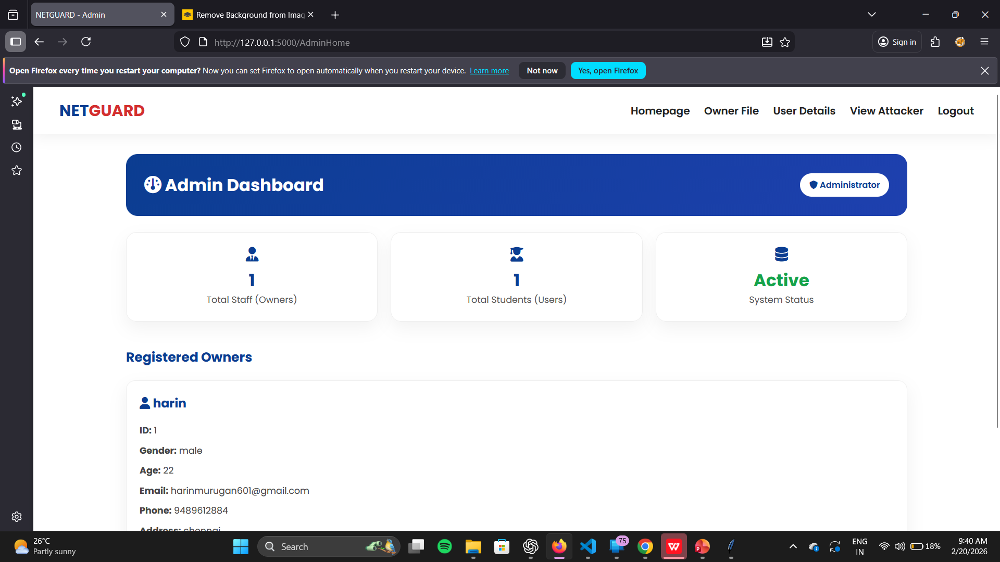 NETGUARD - Admin
Remove Background from Imag
http://127.0.0.1:5000/AdminHome
Sign in
Open Firefox every time you restart your computer? Now you can set Firefox to open automatically when you restart your device. Learn more
Not now
Yes, open Firefox
NETGUARD
Homepage
Owner File
User Details
View Attacker
Logout
Admin Dashboard
Administrator
1
Total Staff (Owners)
1
Total Students (Users)
Active
System Status
Registered Owners
harin
ID: 1
Gender: male
Age: 22
Email: harinmurugan601@gmail.com
Phone: 9489612884
Address: chennai
26°C
Partly sunny
Search
75
ENG
IN
18%
9:40 AM
2/20/2026